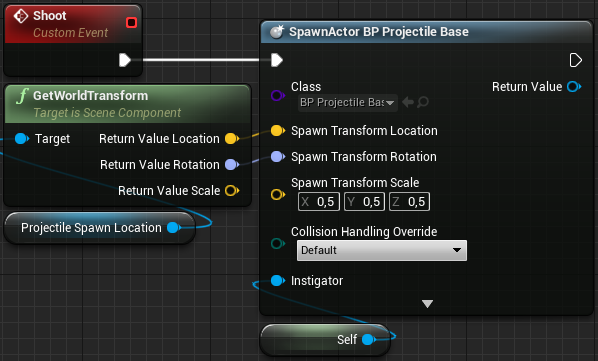 Shoot
Custom Event
SpawnActor BP Projectile Base
Class
BP Projectile Bas
Return Value
GetWorldTransform
Target is Scene Component
Target
Return Value Location
Return Value Rotation
Return Value Scale
Spawn Transform Location
Spawn Transform Rotation
Spawn Transform Scale
X 0,5 Y 0,5 Z 0,5
Projectile Spawn Location
Collision Handling Override
Default
Instigator
Self